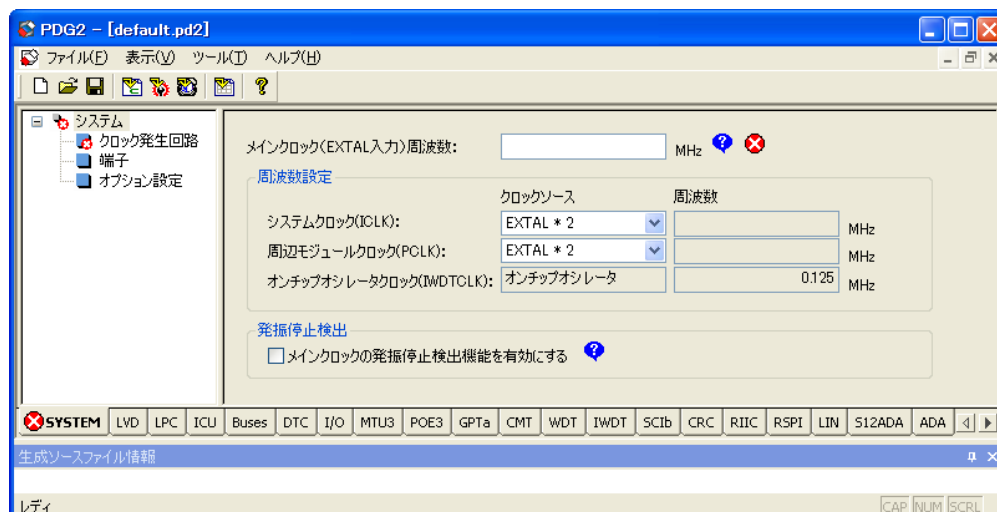 PDG2 - [default.pd2]
ファイル(F) 表示(V) ツール(T) ヘルプ(H)
システム
クロック発生回路
端子
オプション設定
メインクロック(EXTAL入力)周波数: MHz
周波数設定
クロックソース 周波数
システムクロック(ICLK): EXTAL * 2 MHz
周辺モジュールクロック(PCLK): EXTAL * 2 MHz
オンチップオシレータクロック(IWDTCLK): オンチップオシレータ 0.125 MHz
発振停止検出
メインクロックの発振停止検出機能を有効にする
SYSTEM LVD LPC ICU Buses DTC I/O MTU3 POE3 GPTa CMT WDT IWDT SCIb CRC RIIC RSPI LIN S12ADA ADA
生成ソースファイル情報
レディ CAP NUM SCRL